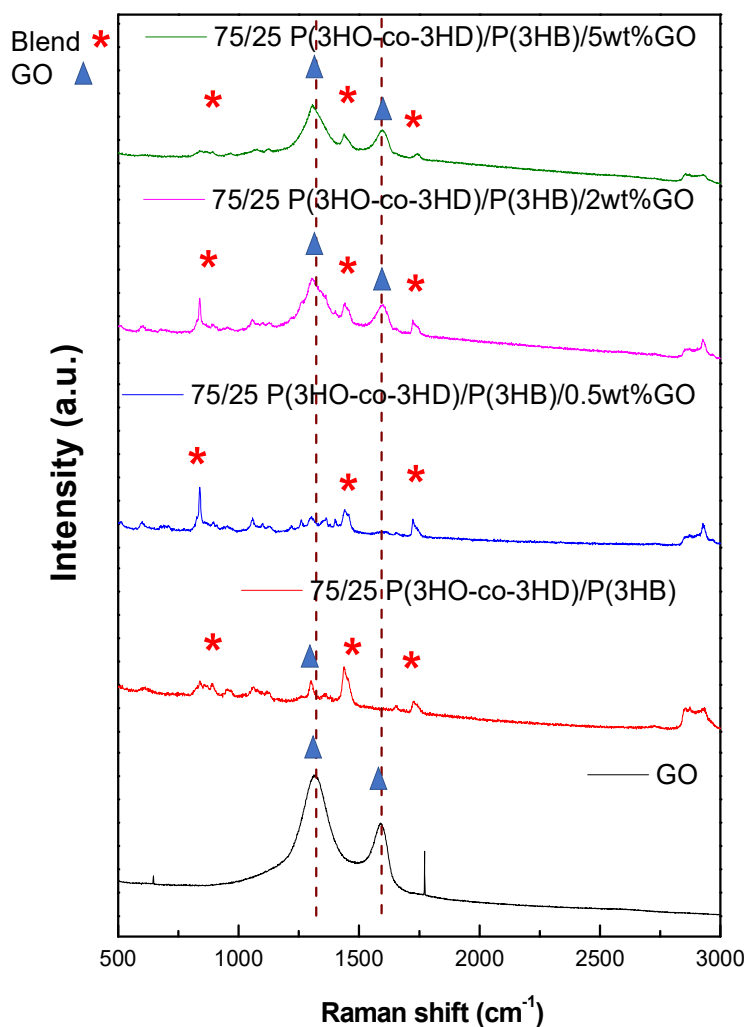 Blend *
GO
75/25 P(3HO-co-3HD)/P(3HB)/5wt%GO
75/25 P(3HO-co-3HD)/P(3HB)/2wt%GO
75/25 P(3HO-co-3HD)/P(3HB)/0.5wt%GO
75/25 P(3HO-co-3HD)/P(3HB)
GO
Intensity (a.u.)
500 1000 1500 2000 2500 3000
Raman shift (cm⁻¹)